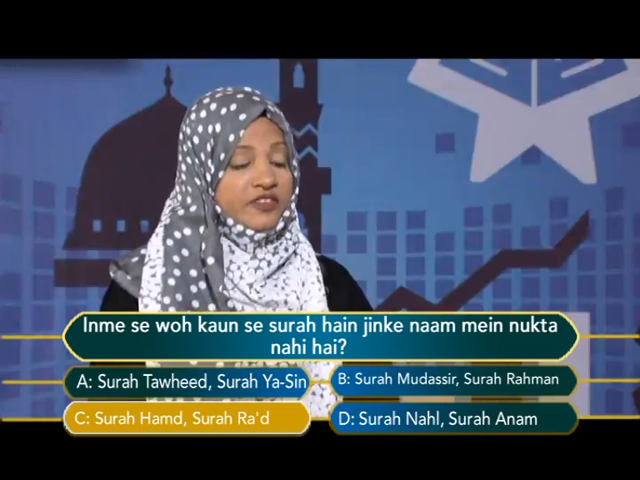 Inme se woh kaun se surah hain jinke naam mein nukta
nahi hai?
A: Surah Tawheed, Surah Ya-Sin
B: Surah Mudassir, Surah Rahman
C: Surah Hamd, Surah Ra'd
D: Surah Nahl, Surah Anam